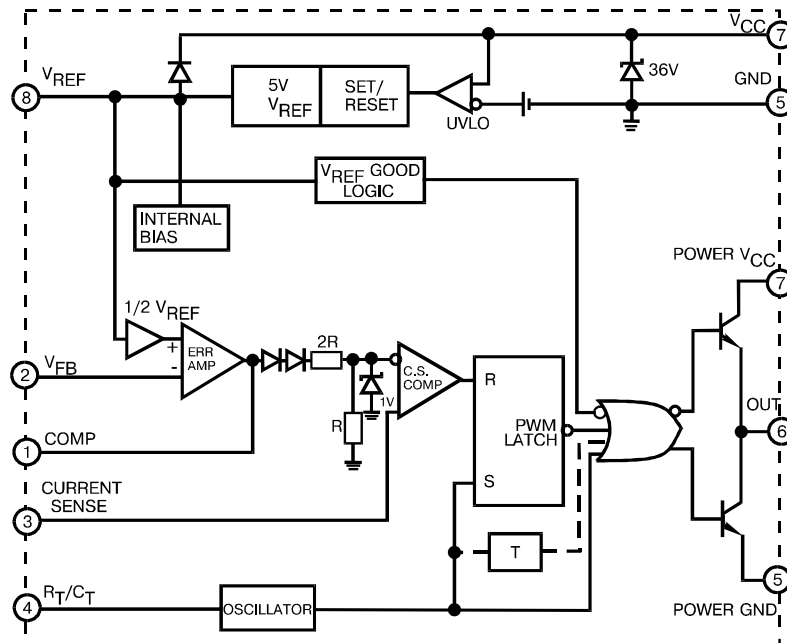 VCC
7
VREF
8
5V
VREF
SET/
RESET
UVLO
36V
GND
5
VREF GOOD
LOGIC
INTERNAL
BIAS
POWER VCC
7
1/2 VREF
+
-
ERR
AMP
2R
C.S.
COMP
1V
R
VFB
2
R
S
PWM
LATCH
OUT
6
COMP
1
CURRENT
SENSE
3
T
RT/CT
4
OSCILLATOR
5
POWER GND